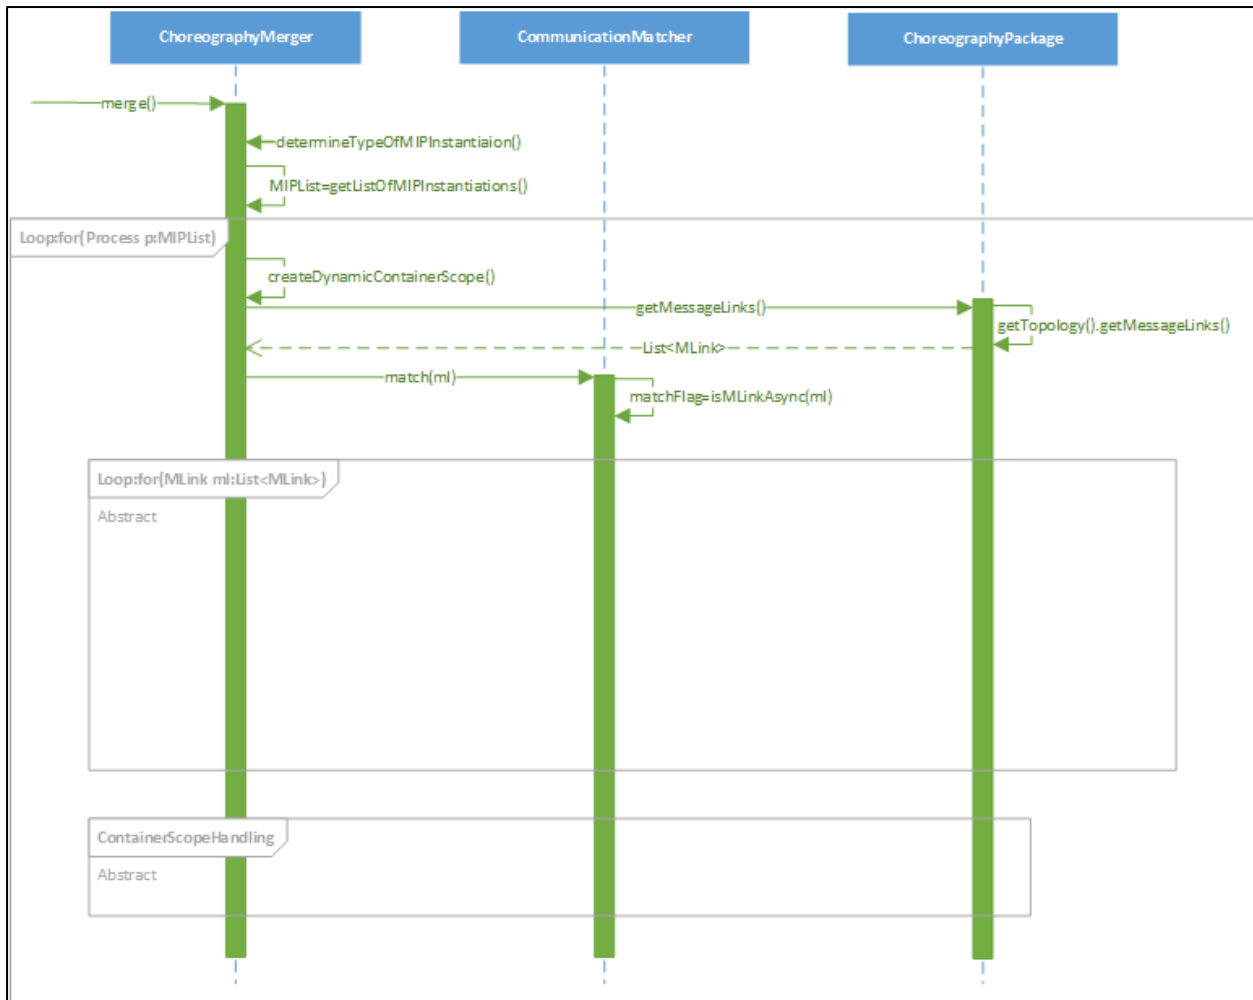 ChoreographyMerger
CommunicationMatcher
ChoreographyPackage
merge()
determineTypeOfMIPInstantiaion()
MIPList=getListOfMIPInstantiations()
Loop:for(Process p:MIPList)
createDynamicContainerScope()
getMessageLinks()
getTopology().getMessageLinks()
List<MLink>
match(ml)
matchFlag=isMLinkAsync(ml)
Loop:for(MLink ml:List<MLink>)
Abstract
ContainerScopeHandling
Abstract